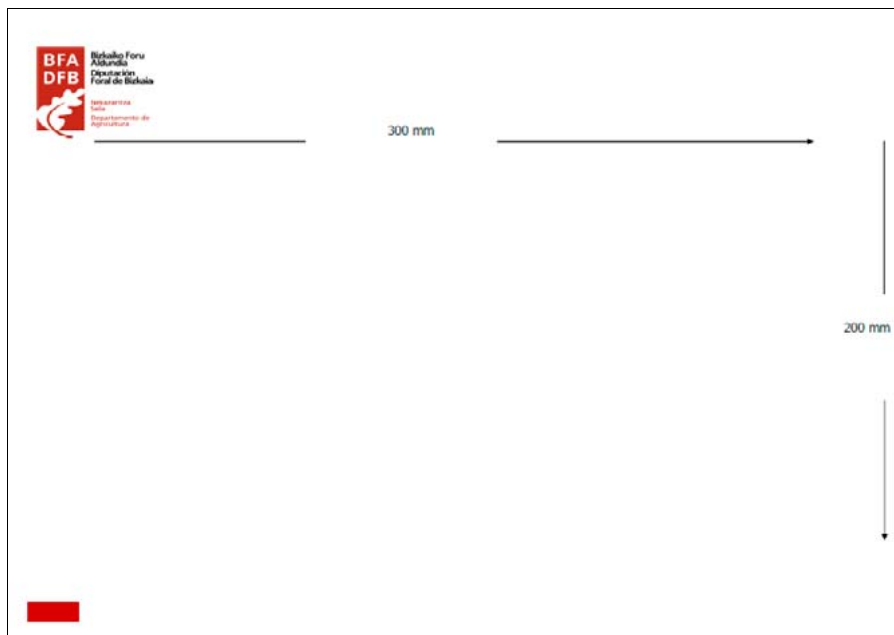 BFA
DFB
Bizkaiko Foru
Aldundia
Diputación
Foral de Bizkaia
Nekazaritza
Saila
Departamento de
Agricultura
300 mm
200 mm